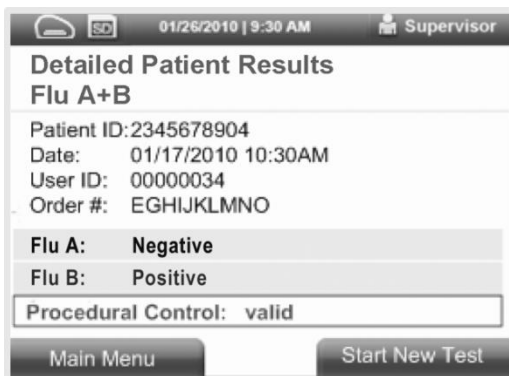 SD 01/26/2010 | 9:30 AM Supervisor
Detailed Patient Results
Flu A+B
Patient ID:2345678904
Date: 01/17/2010 10:30AM
User ID: 00000034
Order #: EGHIJKLMNO
Flu A: Negative
Flu B: Positive
Procedural Control: valid
Main Menu Start New Test